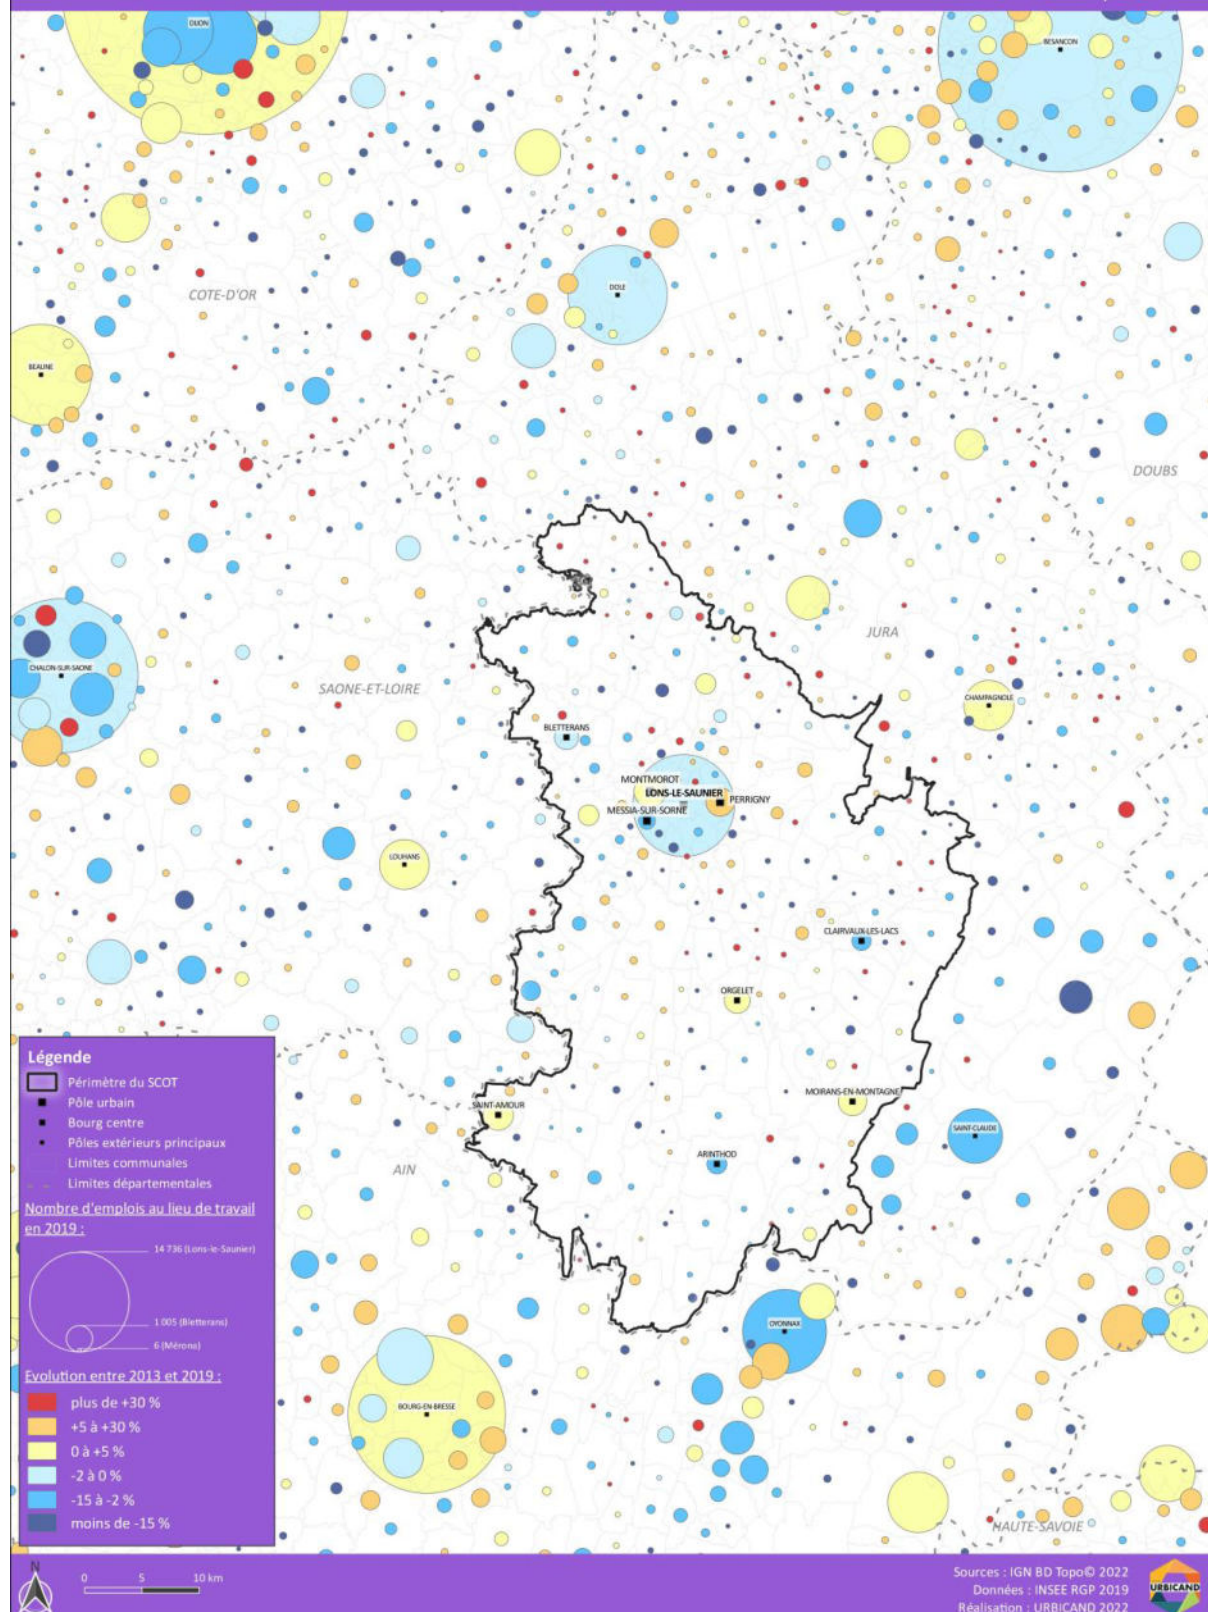 DIJON
BESANCON
COTE-D'OR
DOLE
BEAUNE
DOUBS
JURA
CHALON-SUR-SAONE
SAONE-ET-LOIRE
CHAMPAGNOLE
BLETTERANS
MONTMOROT
LONS-LE-SAUNIER
PERRIGNY
MESSIA-SUR-SORNE
LOUHANS
CLAIRVAUX-LES-LACS
ORGELET
MOIRANS-EN-MONTAGNE
SAINT-AMOUR
SAINT-CLAUDE
ARINTHOD
AIN
OYONNAX
BOURG-EN-BRESSE
HAUTE-SAVOIE
Légende
Périmètre du SCOT
Pôle urbain
Bourg centre
Pôles extérieurs principaux
Limites communales
Limites départementales
Nombre d'emplois au lieu de travail
en 2019 :
14 736 (Lons-le-Saunier)
1 005 (Bletterans)
6 (Mérona)
Evolution entre 2013 et 2019 :
plus de +30 %
+5 à +30 %
0 à +5 %
-2 à 0 %
-15 à -2 %
moins de -15 %
N
0 5 10 km
Sources : IGN BD Topo© 2022
Données : INSEE RGP 2019
Réalisation : URBICAND 2022
URBICAND